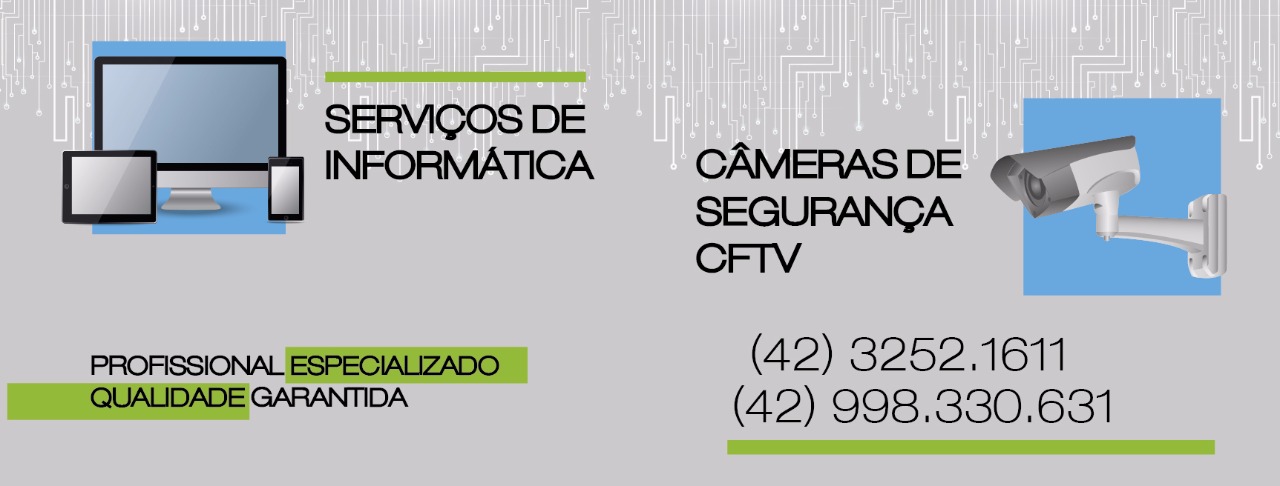 SERVIÇOS DE
INFORMÁTICA
CÂMERAS DE
SEGURANÇA
CFTV
PROFISSIONAL ESPECIALIZADO
QUALIDADE GARANTIDA
(42) 3252.1611
(42) 998.330.631